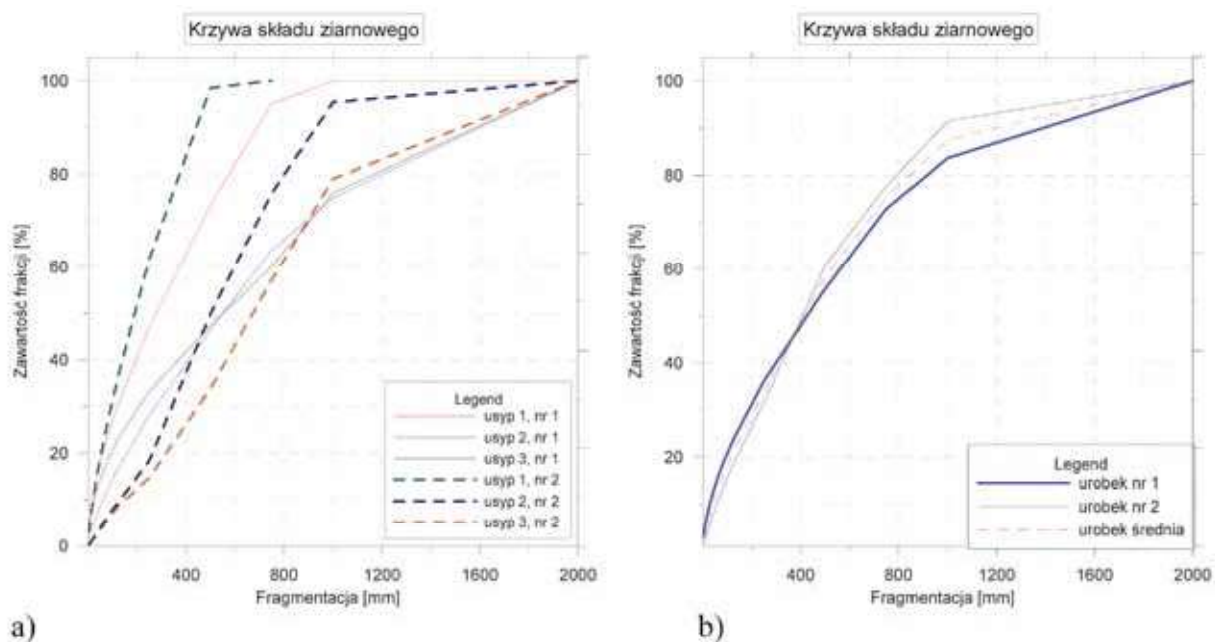 Krzywa składu ziarnowego
Zawartość frakcji [%]
100
80
60
40
20
0
400
800
1200
1600
2000
Fragmentacja [mm]
Legend
usyp 1, nr 1
usyp 2, nr 1
usyp 3, nr 1
usyp 1, nr 2
usyp 2, nr 2
usyp 3, nr 2
a)
Krzywa składu ziarnowego
Zawartość frakcji [%]
100
80
60
40
20
400
800
1200
1600
2000
Fragmentacja [mm]
Legend
urobek nr 1
urobek nr 2
urobek średnia
b)